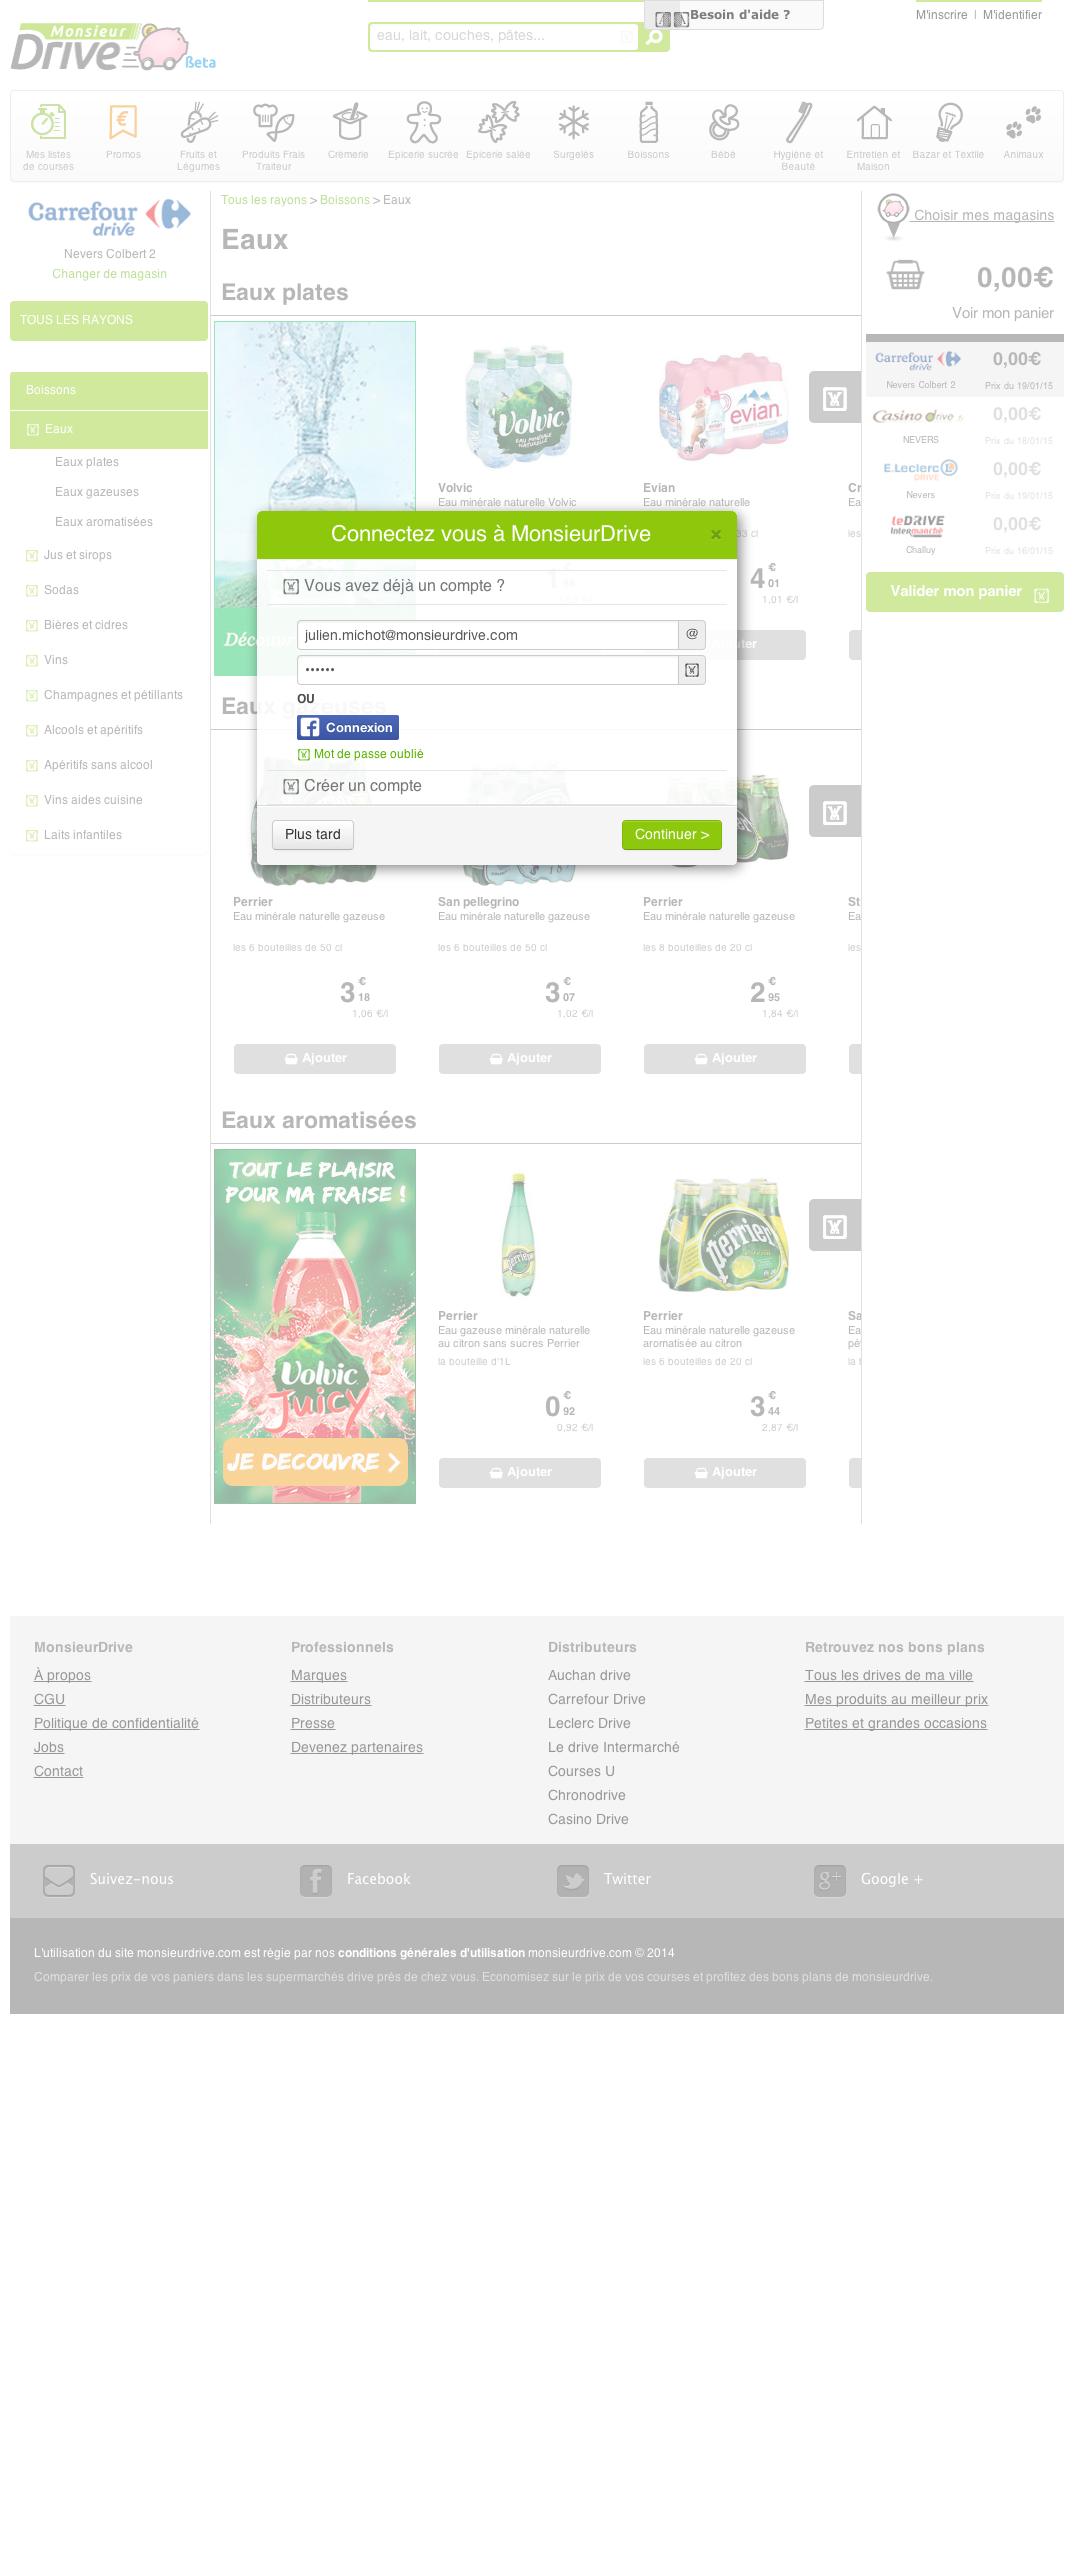 Besoin d'aide ?
M'inscrire | M'identifier
Monsieur
Drive
Beta
eau, lait, couches, pâtes...
Mes listes
de courses
Promos
Fruits et
Légumes
Produits Frais
Traiteur
Crèmerie
Epicerie sucrée
Epicerie salée
Surgelés
Boissons
Bébé
Hygiène et
Beauté
Entretien et
Maison
Bazar et Textile
Animaux
Carrefour
drive
Nevers Colbert 2
Changer de magasin
TOUS LES RAYONS
Boissons
Eaux
Eaux plates
Eaux gazeuses
Eaux aromatisées
Jus et sirops
Sodas
Bières et cidres
Vins
Champagnes et pétillants
Alcools et apéritifs
Apéritifs sans alcool
Vins aides cuisine
Laits infantiles
Tous les rayons > Boissons > Eaux
Eaux
Eaux plates
Volvic
EAU MINÉRALE
NATURELLE
evian
Volvic
Eau minérale naturelle Volvic
Evian
Eau minérale naturelle
33 cl
Cr
Ea
les
4 € 01
1,01 €/l
Connectez vous à MonsieurDrive
×
Vous avez déjà un compte ?
julien.michot@monsieurdrive.com
@
••••••
OU
Connexion
Mot de passe oublié
Créer un compte
Plus tard
Continuer >
Eaux gazeuses
Perrier
Eau minérale naturelle gazeuse
les 6 bouteilles de 50 cl
3 € 18
1,06 €/l
Ajouter
San pellegrino
Eau minérale naturelle gazeuse
les 6 bouteilles de 50 cl
3 € 07
1,02 €/l
Ajouter
Perrier
Eau minérale naturelle gazeuse
les 8 bouteilles de 20 cl
2 € 95
1,84 €/l
Ajouter
St
Ea
les
Eaux aromatisées
TOUT LE PLAISIR
POUR MA FRAISE !
Volvic
JUICY
JE DECOUVRE >
perrier
Perrier
Eau gazeuse minérale naturelle
au citron sans sucres Perrier
la bouteille d'1L
0 € 92
0,92 €/l
Ajouter
Perrier
Eau minérale naturelle gazeuse
aromatisée au citron
les 6 bouteilles de 20 cl
3 € 44
2,87 €/l
Ajouter
Sa
Ea
pé
la
Choisir mes magasins
0,00€
Voir mon panier
Carrefour
drive
Nevers Colbert 2
0,00€
Prix du 19/01/15
Casino drive.fr
NEVERS
0,00€
Prix du 18/01/15
E.Leclerc L
DRIVE
Nevers
0,00€
Prix du 19/01/15
leDRIVE
Intermarché
Challuy
0,00€
Prix du 16/01/15
Valider mon panier
MonsieurDrive
À propos
CGU
Politique de confidentialité
Jobs
Contact
Professionnels
Marques
Distributeurs
Presse
Devenez partenaires
Distributeurs
Auchan drive
Carrefour Drive
Leclerc Drive
Le drive Intermarché
Courses U
Chronodrive
Casino Drive
Retrouvez nos bons plans
Tous les drives de ma ville
Mes produits au meilleur prix
Petites et grandes occasions
Suivez-nous
Facebook
Twitter
Google +
L'utilisation du site monsieurdrive.com est régie par nos conditions générales d'utilisation monsieurdrive.com © 2014
Comparer les prix de vos paniers dans les supermarchés drive près de chez vous. Economisez sur le prix de vos courses et profitez des bons plans de monsieurdrive.